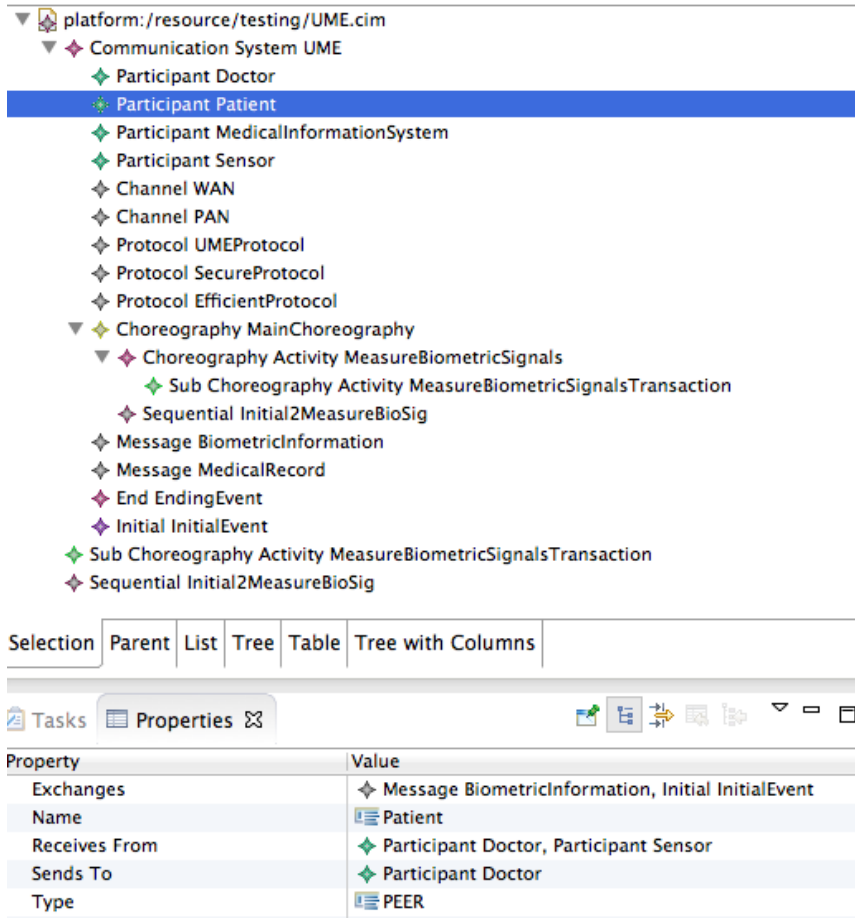 platform:/resource/testing/UME.cim
Communication System UME
Participant Doctor
Participant Patient
Participant MedicalInformationSystem
Participant Sensor
Channel WAN
Channel PAN
Protocol UMEProtocol
Protocol SecureProtocol
Protocol EfficientProtocol
Choreography MainChoreography
Choreography Activity MeasureBiometricSignals
Sub Choreography Activity MeasureBiometricSignalsTransaction
Sequential Initial2MeasureBioSig
Message BiometricInformation
Message MedicalRecord
End EndingEvent
Initial InitialEvent
Sub Choreography Activity MeasureBiometricSignalsTransaction
Sequential Initial2MeasureBioSig
Selection Parent List Tree Table Tree with Columns
Tasks Properties
Property Value
Exchanges Message BiometricInformation, Initial InitialEvent
Name Patient
Receives From Participant Doctor, Participant Sensor
Sends To Participant Doctor
Type PEER